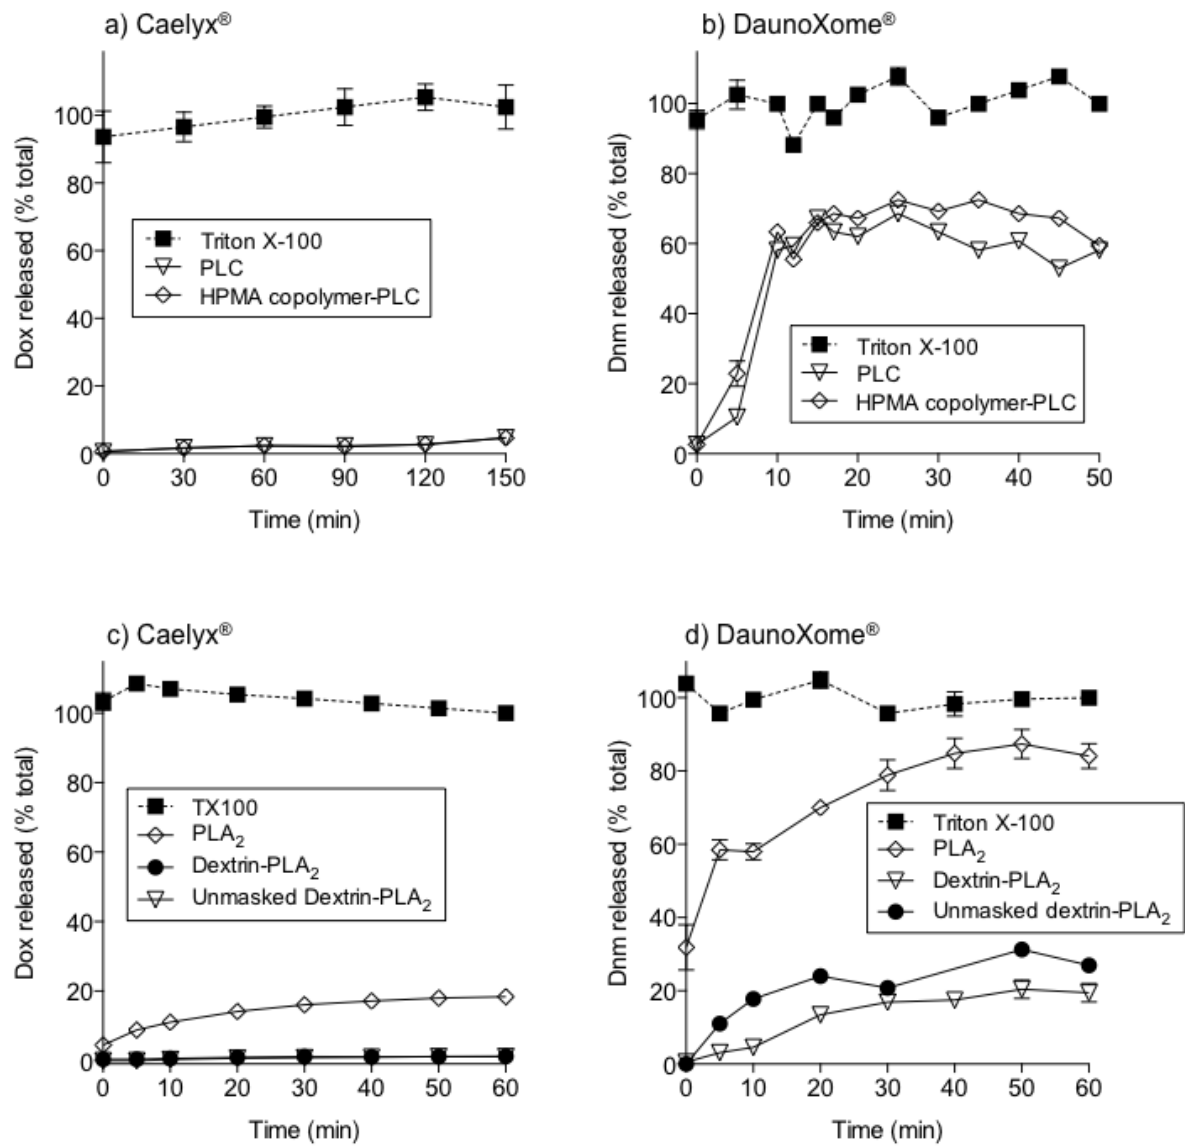 a) Caelyx®
Dox released (% total)
100
80
60
40
20
0
Triton X-100
PLC
HPMA copolymer-PLC
0 30 60 90 120 150
Time (min)
b) DaunoXome®
Dnm released (% total)
100
80
60
40
20
0
Triton X-100
PLC
HPMA copolymer-PLC
0 10 20 30 40 50
Time (min)
c) Caelyx®
Dox released (% total)
100
80
60
40
20
0
TX100
PLA₂
Dextrin-PLA₂
Unmasked Dextrin-PLA₂
0 10 20 30 40 50 60
Time (min)
d) DaunoXome®
Dnm released (% total)
100
80
60
40
20
0
Triton X-100
PLA₂
Dextrin-PLA₂
Unmasked dextrin-PLA₂
0 10 20 30 40 50 60
Time (min)